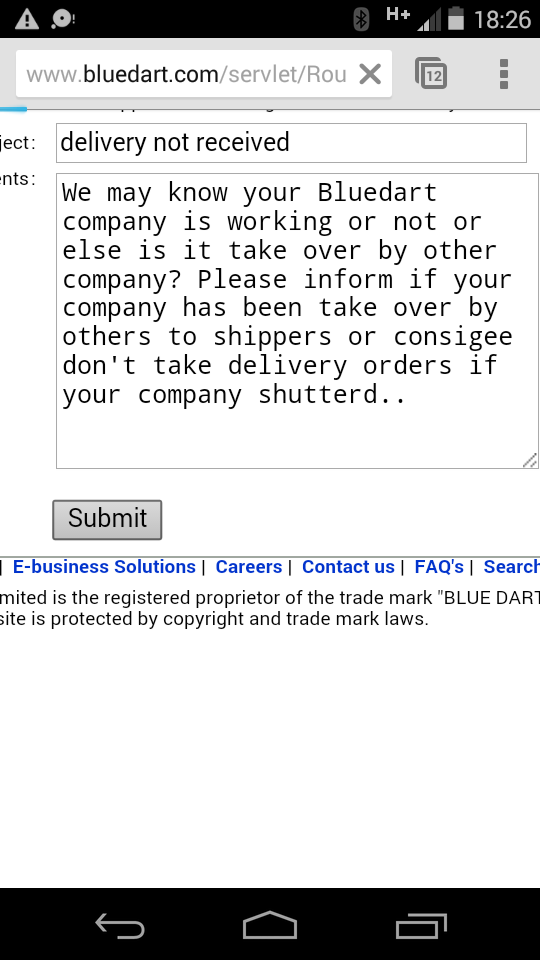 H+ 18:26
www.bluedart.com/servlet/Rou 12
ject: delivery not received
nts:
We may know your Bluedart
company is working or not or
else is it take over by other
company? Please inform if your
company has been take over by
others to shippers or consigee
don't take delivery orders if
your company shutterd..
Submit
| E-business Solutions | Careers | Contact us | FAQ's | Search
mited is the registered proprietor of the trade mark "BLUE DART
site is protected by copyright and trade mark laws.